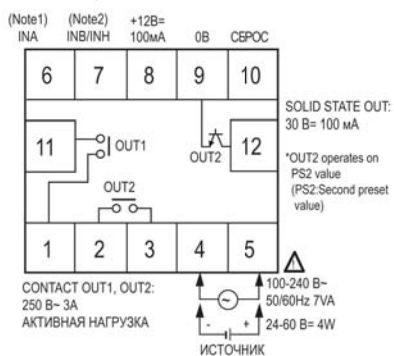 (Note1) (Note2) +12В=
INA INB/INH 100мА 0В СБРОС
6 7 8 9 10
SOLID STATE OUT:
30 В= 100 мА
11 OUT1 OUT2 12
*OUT2 operates on
PS2 value
(PS2:Second preset
value)
OUT2
1 2 3 4 5
CONTACT OUT1, OUT2:
250 В~ 3А
АКТИВНАЯ НАГРУЗКА
100-240 В~
50/60Hz 7VA
- + 24-60 В= 4W
ИСТОЧНИК